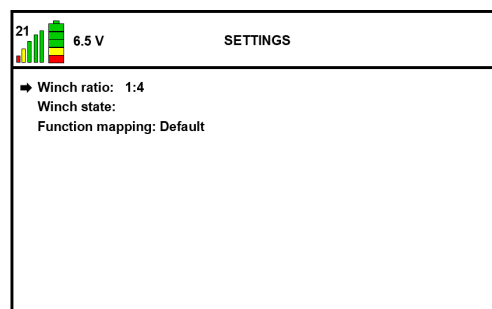 21
6.5 V
SETTINGS
Winch ratio: 1:4
Winch state:
Function mapping: Default